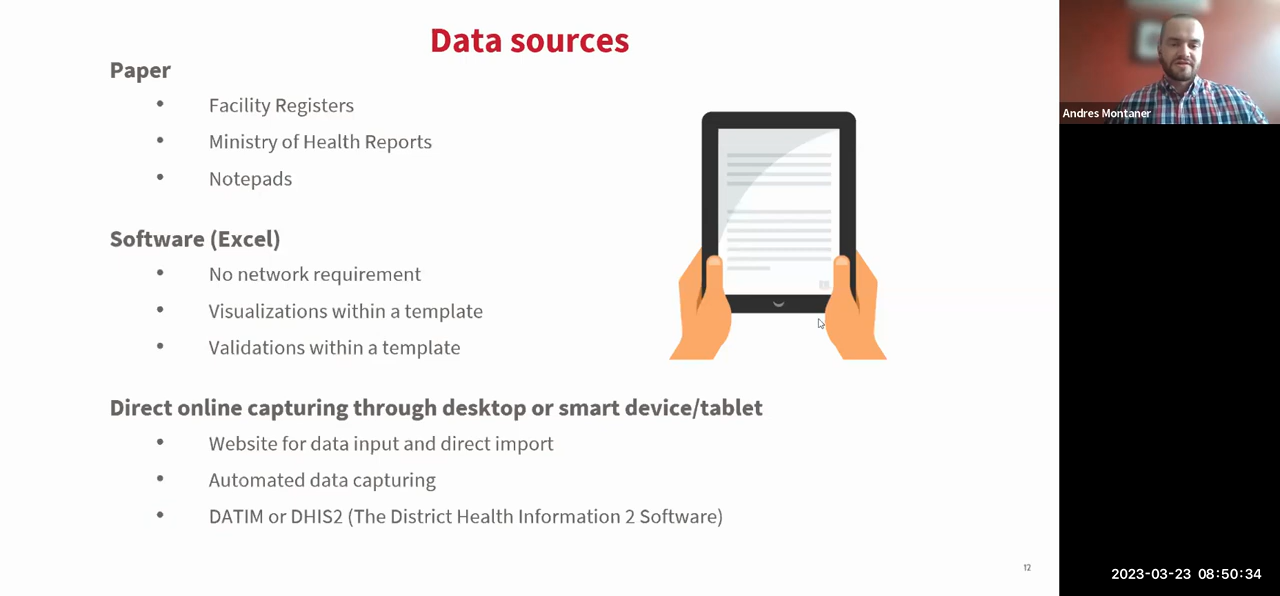 Data sources
Paper
• Facility Registers
• Ministry of Health Reports
• Notepads
Software (Excel)
• No network requirement
• Visualizations within a template
• Validations within a template
Direct online capturing through desktop or smart device/tablet
• Website for data input and direct import
• Automated data capturing
• DATIM or DHIS2 (The District Health Information 2 Software)
12
Andres Montaner
2023-03-23 08:50:34